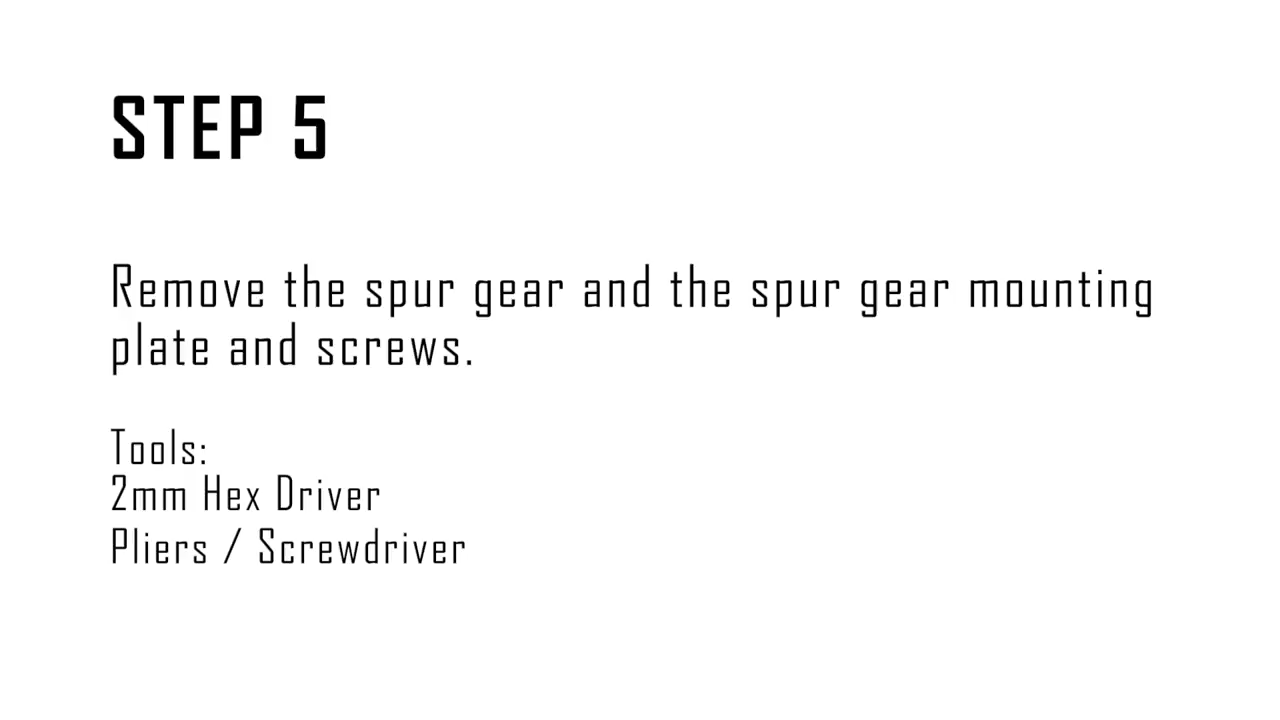 STEP 5
Remove the spur gear and the spur gear mounting
plate and screws.
Tools:
2mm Hex Driver
Pliers / Screwdriver